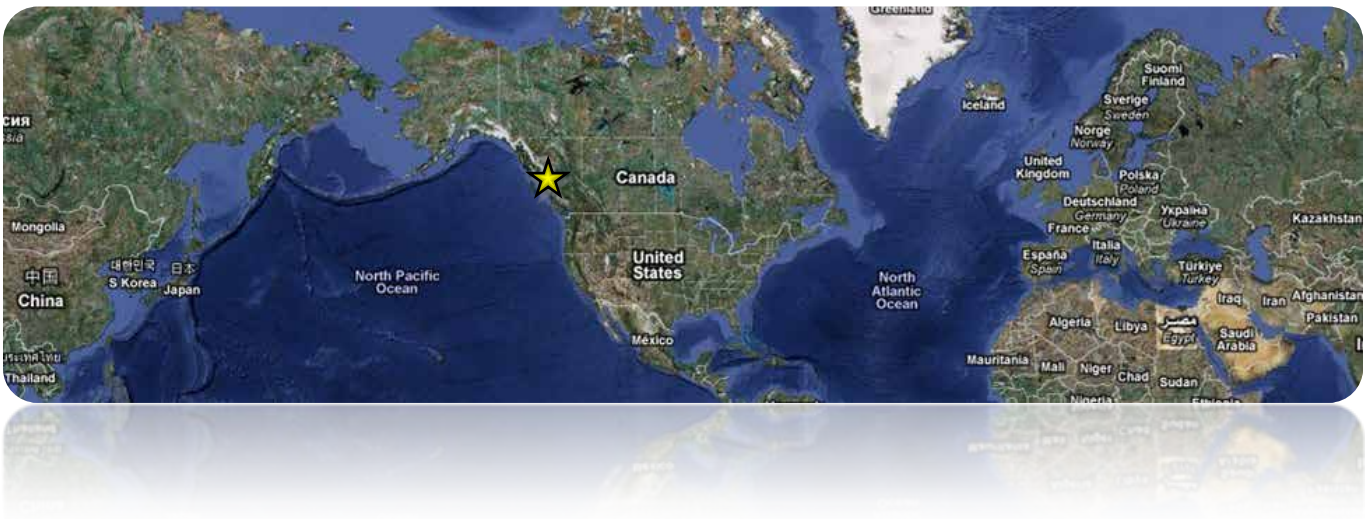 Greenland
Suomi
Finland
Iceland
Sverige
Sweden
Norge
Norway
United
Kingdom
Canada
Polska
Poland
Deutschland
Germany
Україна
Ukraine
France
Kazakhstan
Mongolia
Italia
Italy
España
Spain
Türkiye
Turkey
United
States
대한민국
S Korea
日本
Japan
中国
China
North Pacific
Ocean
North
Atlantic
Ocean
Iraq
Iran
Afghanistan
Pakistan
Algeria
Libya
مصر
Egypt
Saudi
Arabia
México
Mauritania
Mali
Niger
Chad
Sudan
Thailand
Nigeria